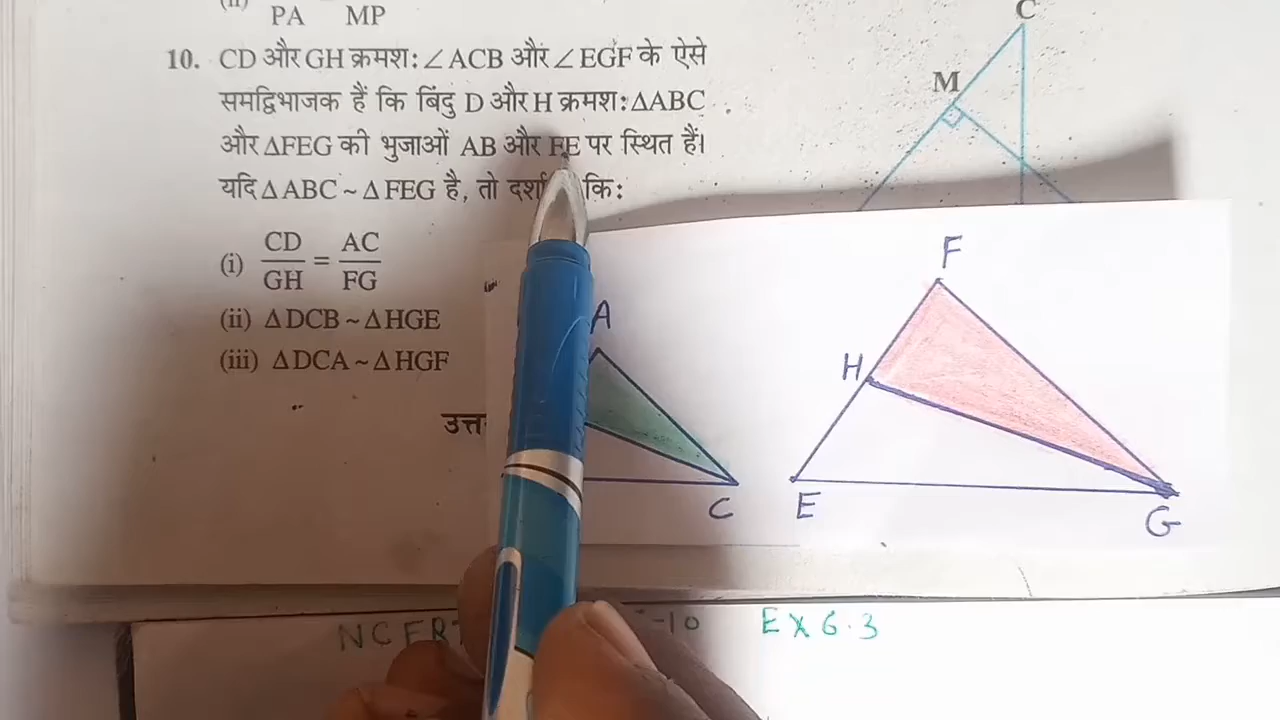 (ii)
PA MP
10. CD और GH क्रमश: ∠ACB और ∠EGF के ऐसे
समद्विभाजक हैं कि बिंदु D और H क्रमश: ΔABC
और ΔFEG की भुजाओं AB और FE पर स्थित हैं।
यदि ΔABC ~ ΔFEG है, तो कि:
(i) CD/GH = AC/FG
(ii) ΔDCB ~ ΔHGE
(iii) ΔDCA ~ ΔHGF
C
M
A
C
F
H
E
G
-10 EX 6.3